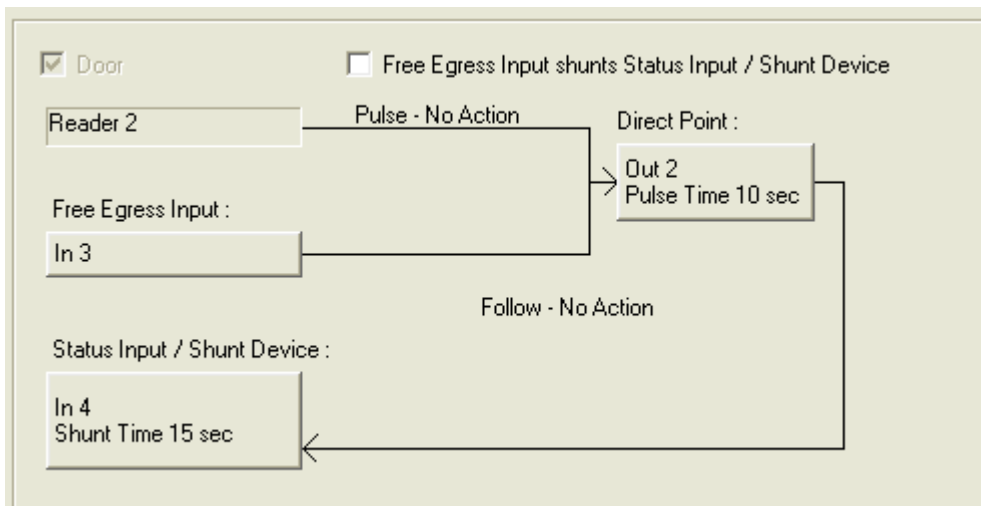 Door
Free Egress Input shunts Status Input / Shunt Device
Reader 2
Pulse - No Action
Direct Point :
Out 2
Pulse Time 10 sec
Free Egress Input :
In 3
Follow - No Action
Status Input / Shunt Device :
In 4
Shunt Time 15 sec